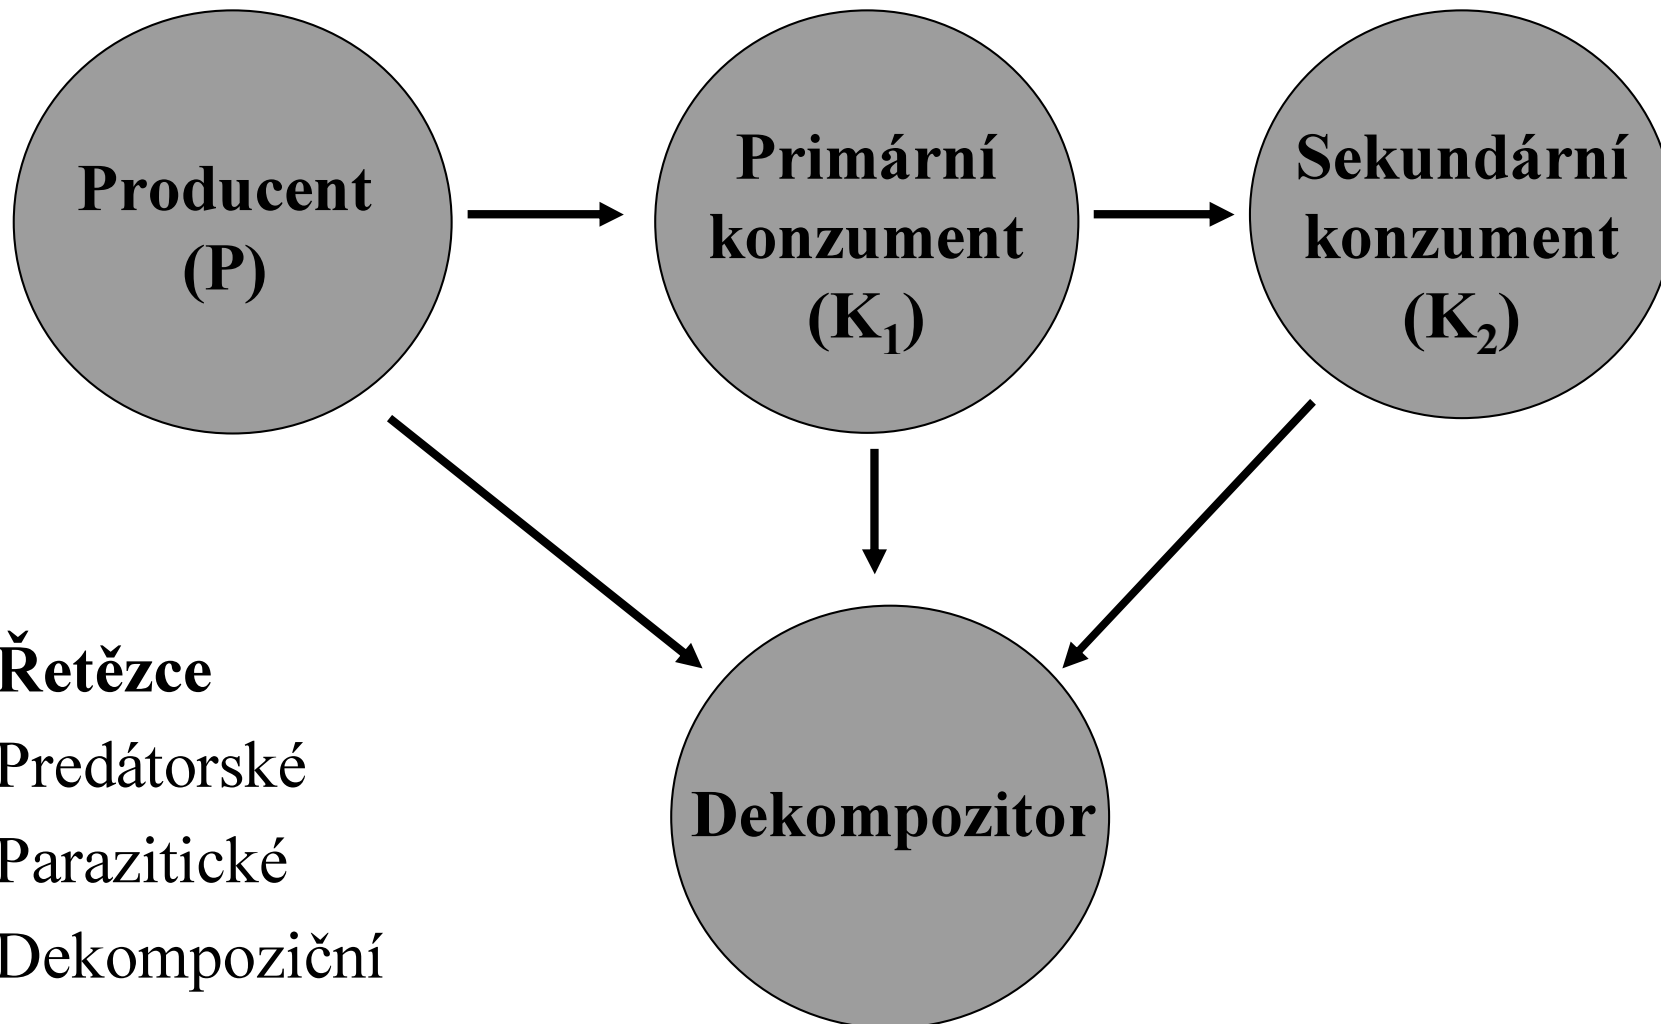 Producent
(P)
Primární
konzument
(K₁)
Sekundární
konzument
(K₂)
Řetězce
Predátorské
Parazitické
Dekompoziční
Dekompozitor